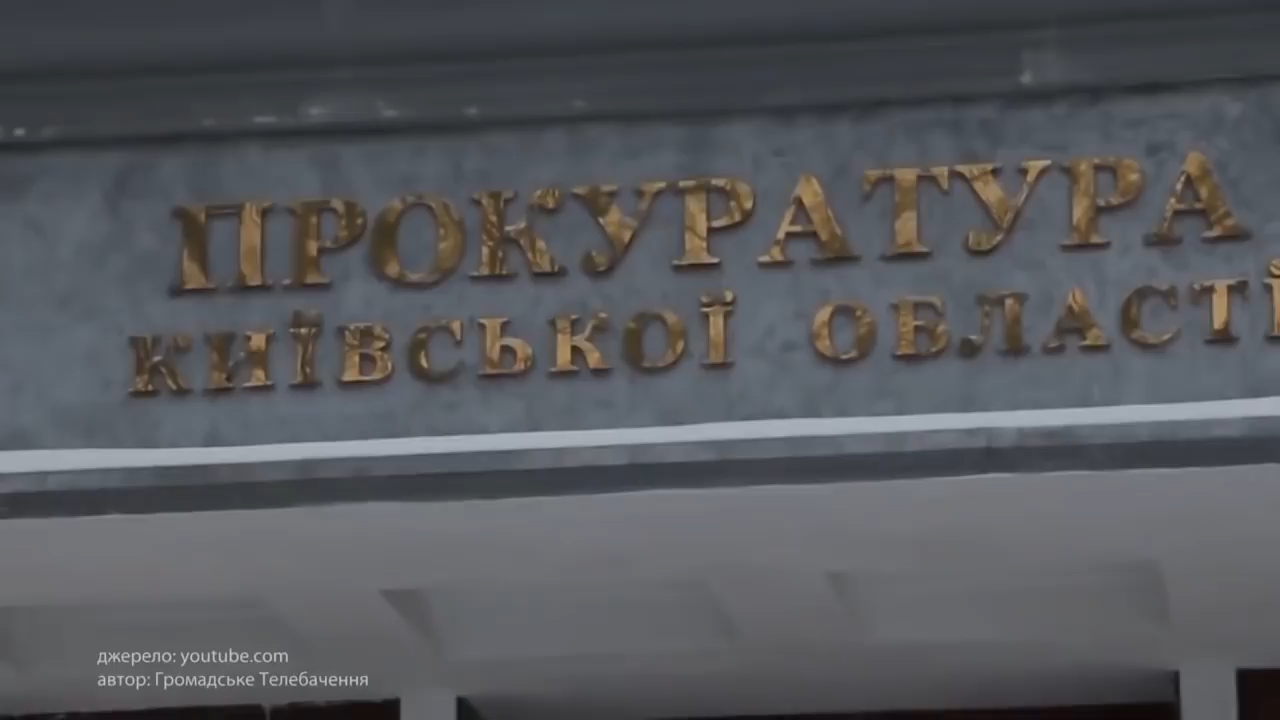 ПРОКУРАТУРА
КИЇВСЬКОЇ ОБЛАСТІ
джерело: youtube.com
автор: Громадське Телебачення